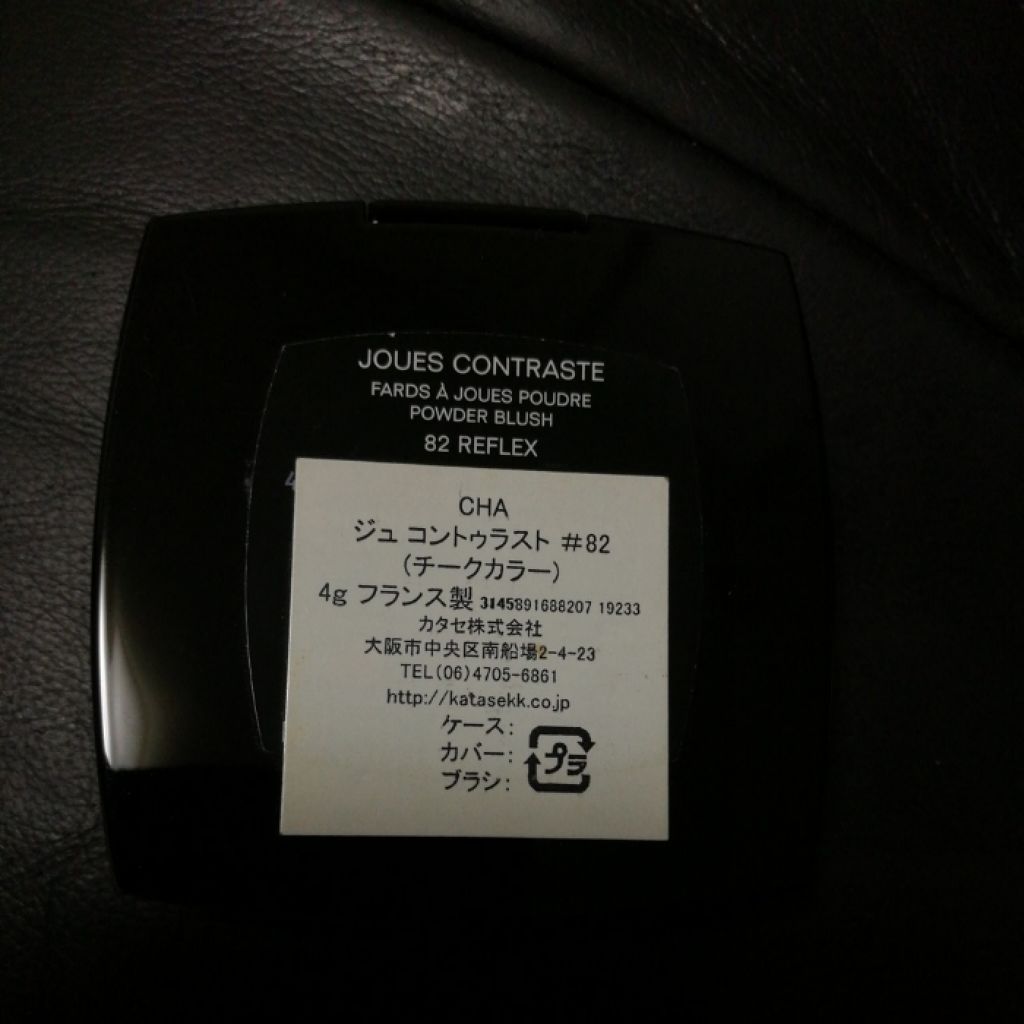 JOUES CONTRASTE
FARDS À JOUES POUDRE
POWDER BLUSH
82 REFLEX
CHA
ジュ コントゥラスト #82
(チークカラー)
4g フランス製 3145891688207 19233
カタセ株式会社
大阪市中央区南船場2-4-23
TEL(06)4705-6861
http://katasekk.co.jp
ケース:
カバー:
ブラシ:
プラ